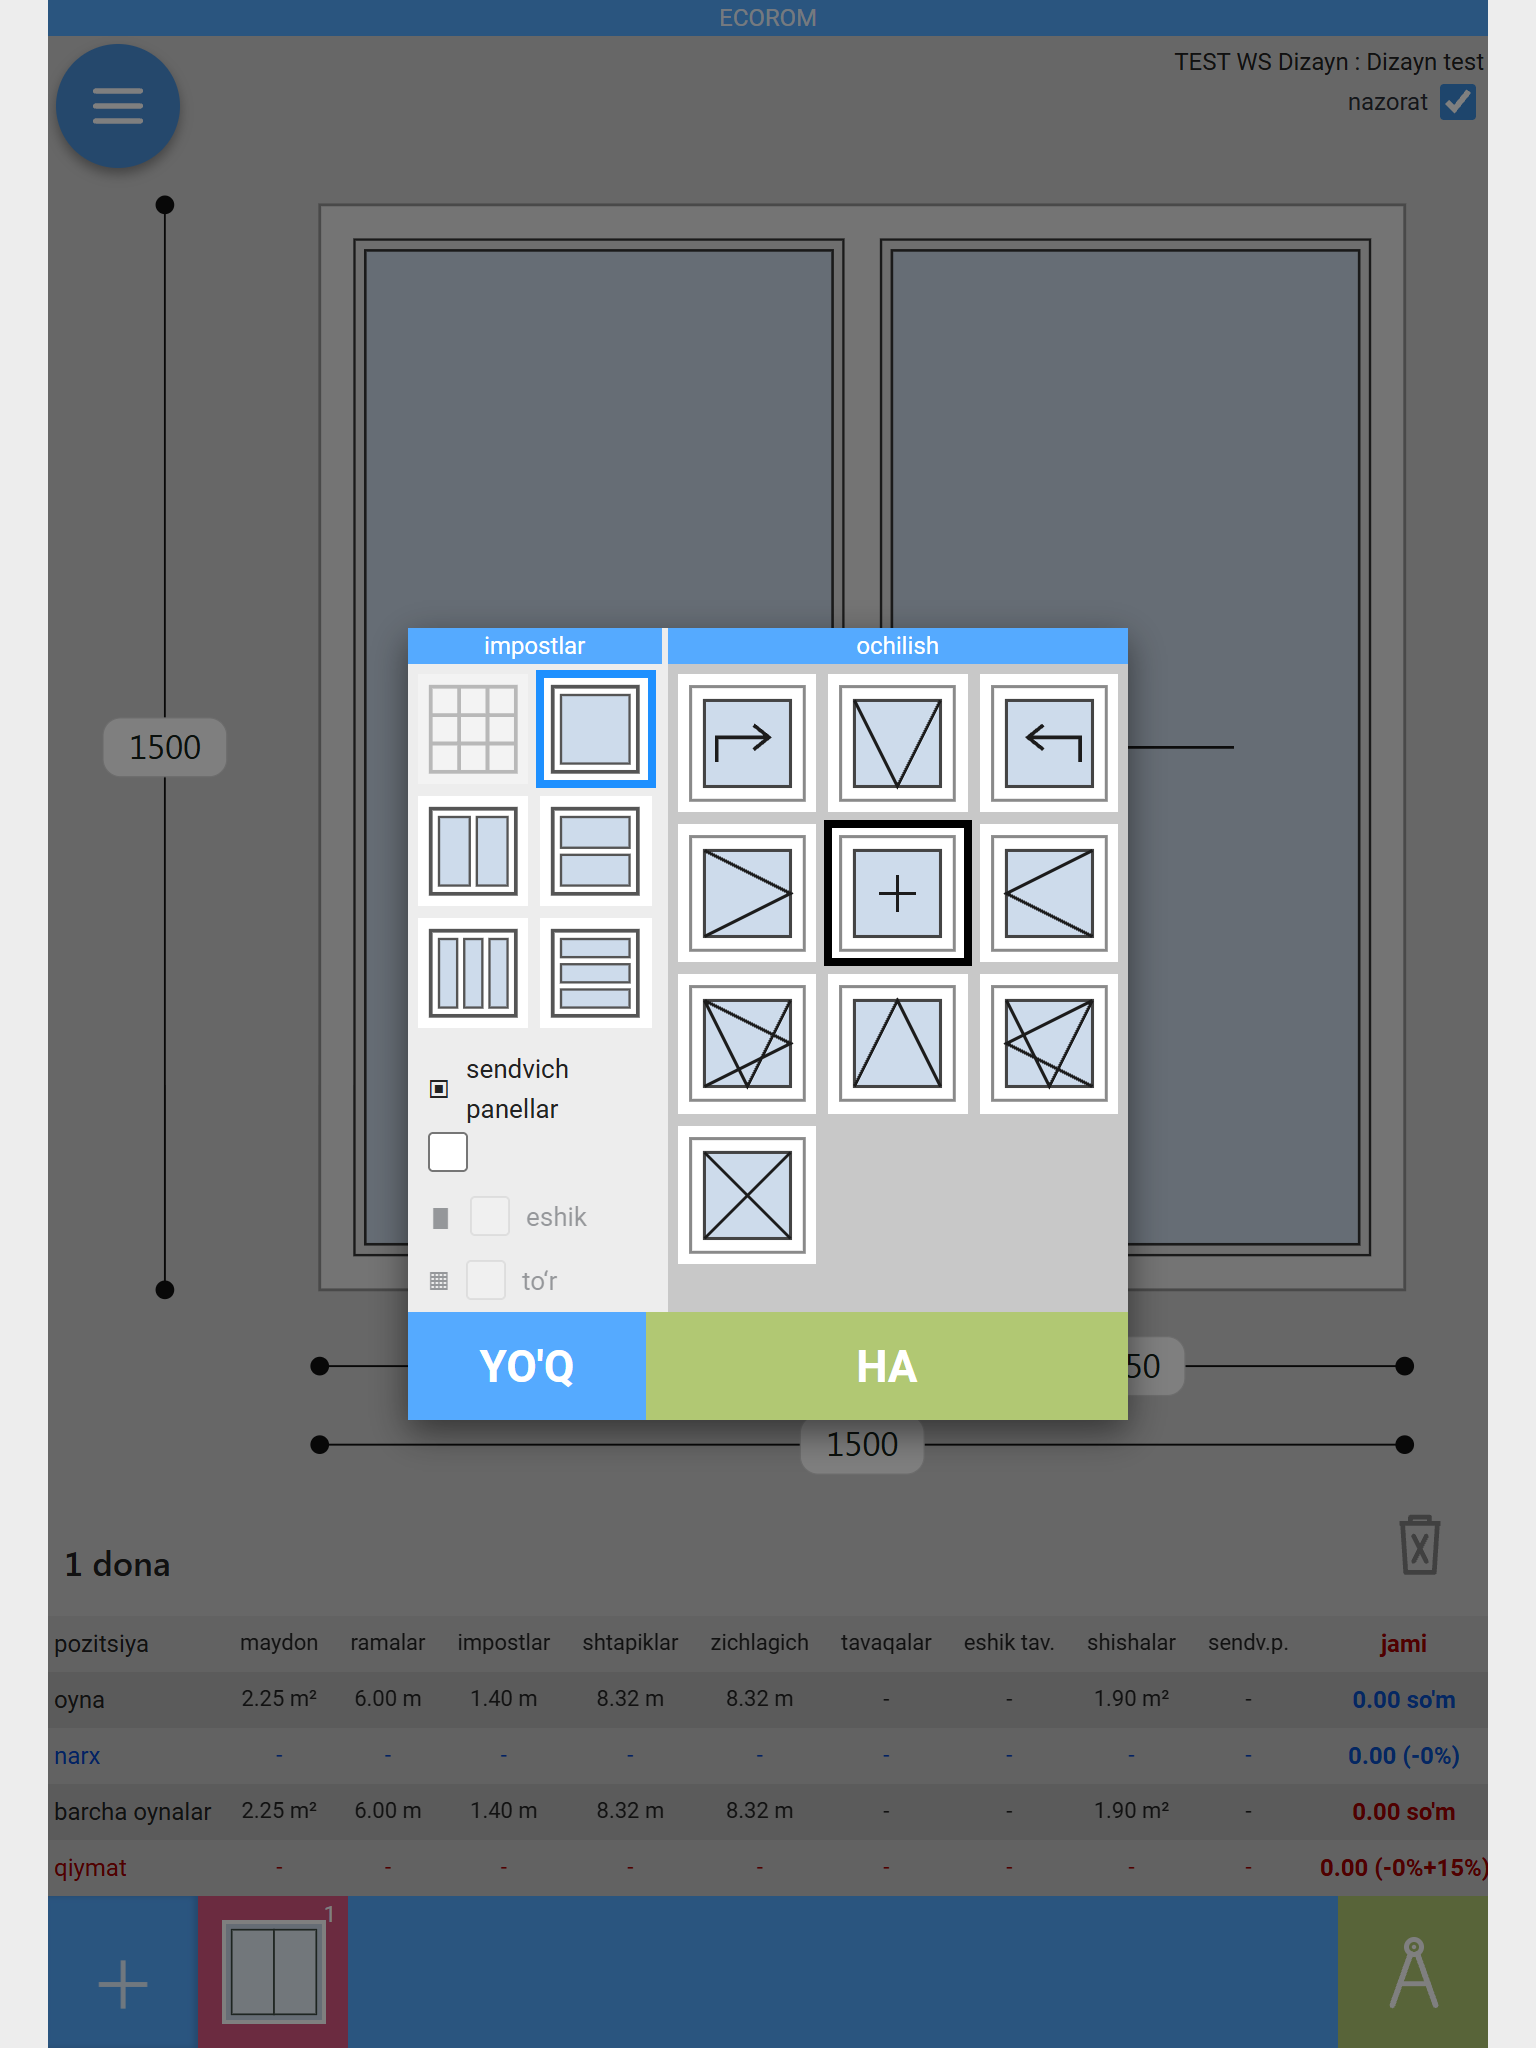 ECOROM
TEST WS Dizayn : Dizayn test
nazorat
1500
impostlar
ochilish
sendvich
panellar
eshik
to‘r
YO'Q
HA
50
1500
1 dona
pozitsiya maydon ramalar impostlar shtapiklar zichlagich tavaqalar eshik tav. shishalar sendv.p. jami
oyna 2.25 m² 6.00 m 1.40 m 8.32 m 8.32 m - - 1.90 m² - 0.00 so'm
narx - - - - - - - - - 0.00 (-0%)
barcha oynalar 2.25 m² 6.00 m 1.40 m 8.32 m 8.32 m - - 1.90 m² - 0.00 so'm
qiymat - - - - - - - - - 0.00 (-0%+15%)
1